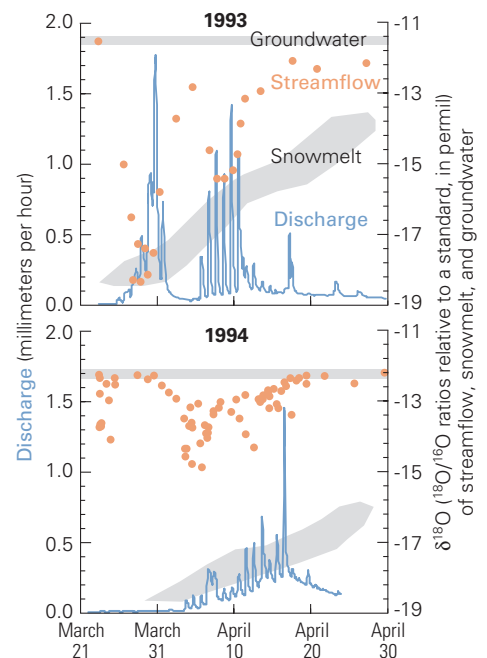 1993
2.0
1.5
1.0
0.5
0.0
Groundwater
Streamflow
Snowmelt
Discharge
-11
-13
-15
-17
-19
1994
2.0
1.5
1.0
0.5
0.0
-11
-13
-15
-17
-19
March
21
March
31
April
10
April
20
April
30
Discharge (millimeters per hour)
δ¹⁸O (¹⁸O/¹⁶O ratios relative to a standard, in permil)
of streamflow, snowmelt, and groundwater